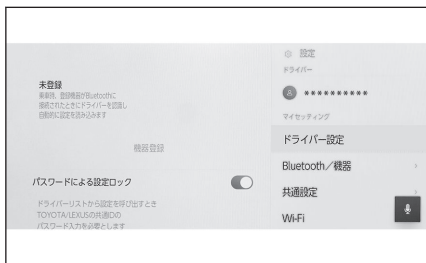 未登録
乗車時、登録機器がBluetoothに
接続されたときにドライバーを認識し
自動的に設定を読み込みます
機器登録
パスワードによる設定ロック
ドライバーリストから設定を呼び出すとき
TOYOTA/LEXUSの共通IDの
パスワード入力を必要とします
設定
ドライバー
**********
マイセッティング
ドライバー設定
Bluetooth/機器
共通設定
Wi-Fi